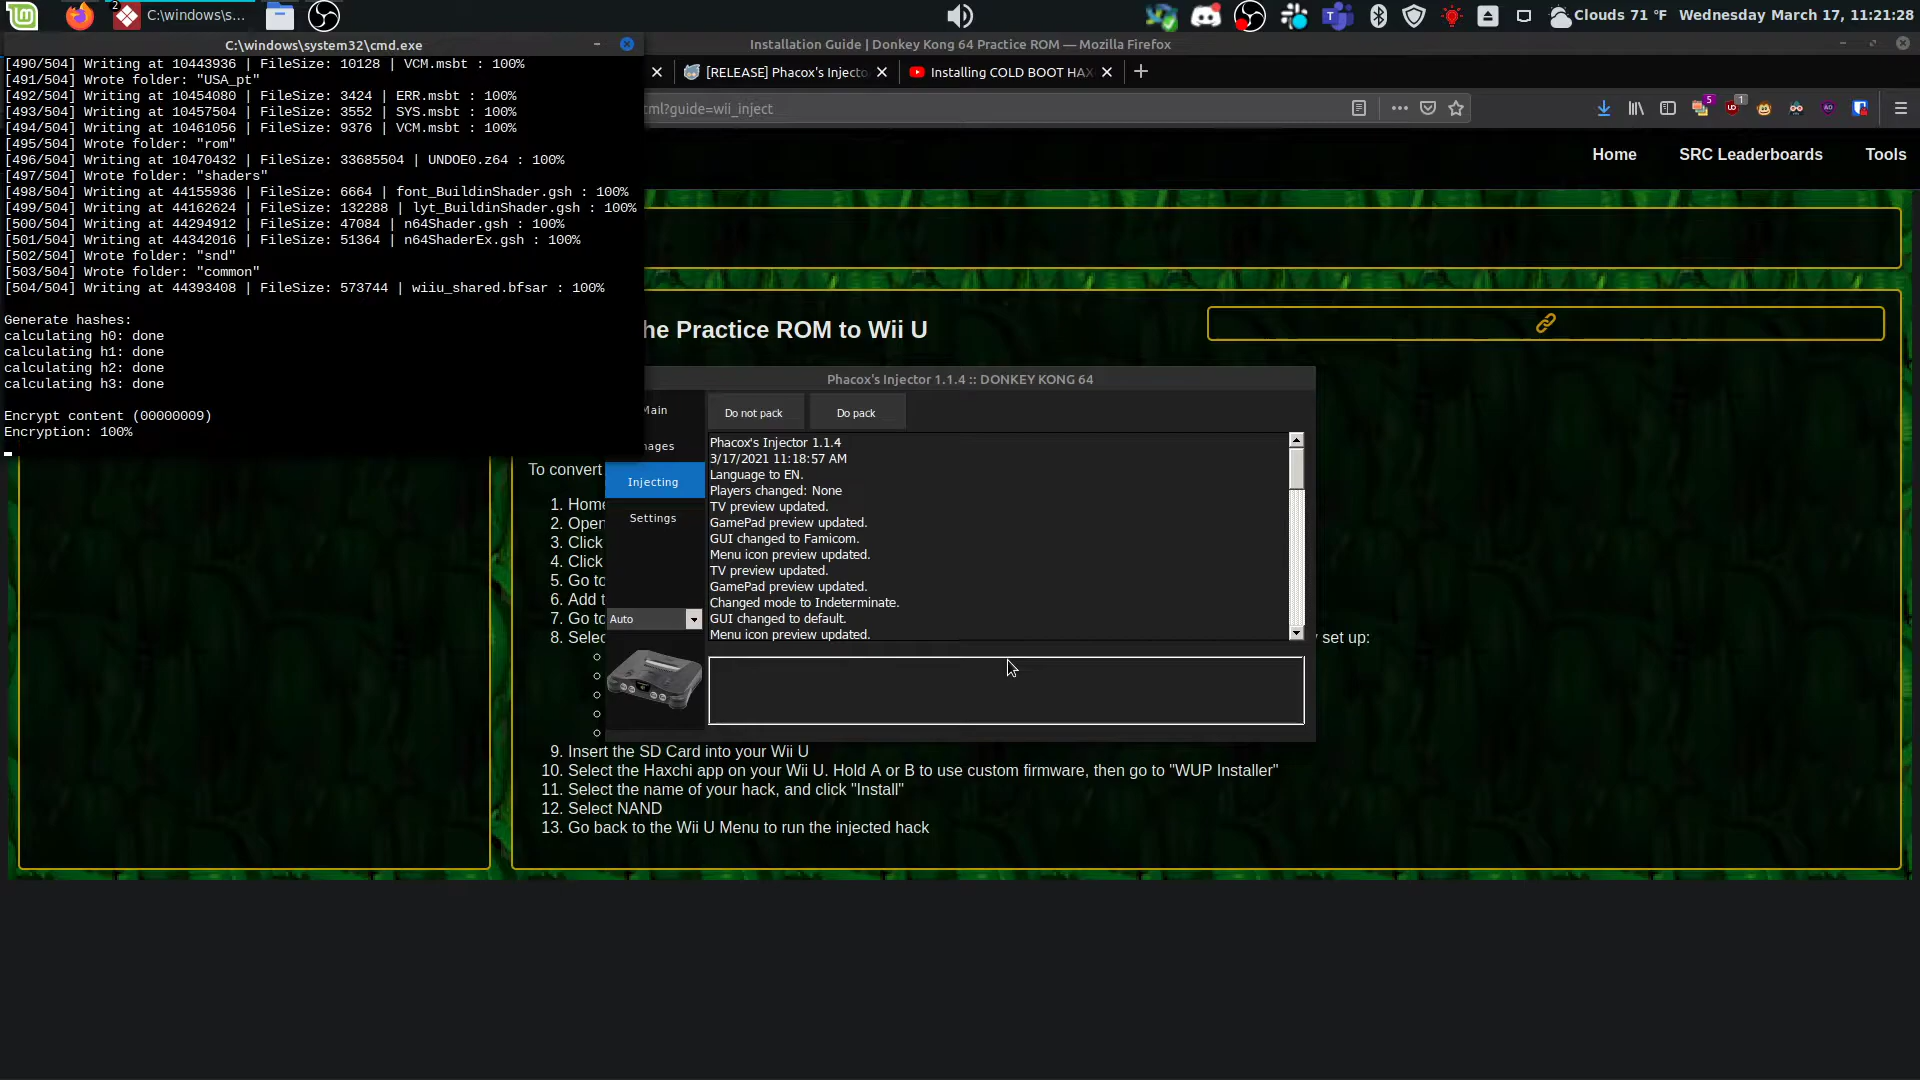 2
C:\windows\s...
Clouds 71 °F
Wednesday March 17, 11:21:28
C:\windows\system32\cmd.exe
Installation Guide | Donkey Kong 64 Practice ROM — Mozilla Firefox
[RELEASE] Phacox's Injecto
Installing COLD BOOT HAX
ml?guide=wii_inject
5
1
Home
SRC Leaderboards
Tools
[490/504] Writing at 10443936 | FileSize: 10128 | VCM.msbt : 100%
[491/504] Wrote folder: "USA_pt"
[492/504] Writing at 10454080 | FileSize: 3424 | ERR.msbt : 100%
[493/504] Writing at 10457504 | FileSize: 3552 | SYS.msbt : 100%
[494/504] Writing at 10461056 | FileSize: 9376 | VCM.msbt : 100%
[495/504] Wrote folder: "rom"
[496/504] Writing at 10470432 | FileSize: 33685504 | UNDOE0.z64 : 100%
[497/504] Wrote folder: "shaders"
[498/504] Writing at 44155936 | FileSize: 6664 | font_BuildinShader.gsh : 100%
[499/504] Writing at 44162624 | FileSize: 132288 | lyt_BuildinShader.gsh : 100%
[500/504] Writing at 44294912 | FileSize: 47084 | n64Shader.gsh : 100%
[501/504] Writing at 44342016 | FileSize: 51364 | n64ShaderEx.gsh : 100%
[502/504] Wrote folder: "snd"
[503/504] Wrote folder: "common"
[504/504] Writing at 44393408 | FileSize: 573744 | wiiu_shared.bfsar : 100%
Generate hashes:
calculating h0: done
calculating h1: done
calculating h2: done
calculating h3: done
Encrypt content (00000009)
Encryption: 100%
he Practice ROM to Wii U
Phacox's Injector 1.1.4 :: DONKEY KONG 64
Main
Images
Injecting
Settings
Auto
Do not pack
Do pack
Phacox's Injector 1.1.4
3/17/2021 11:18:57 AM
Language to EN.
Players changed: None
TV preview updated.
GamePad preview updated.
GUI changed to Famicom.
Menu icon preview updated.
TV preview updated.
GamePad preview updated.
Changed mode to Indeterminate.
GUI changed to default.
Menu icon preview updated.
To convert
1. Home
2. Open
3. Click
4. Click
5. Go to
6. Add t
7. Go to
8. Selec
set up:
9. Insert the SD Card into your Wii U
10. Select the Haxchi app on your Wii U. Hold A or B to use custom firmware, then go to "WUP Installer"
11. Select the name of your hack, and click "Install"
12. Select NAND
13. Go back to the Wii U Menu to run the injected hack